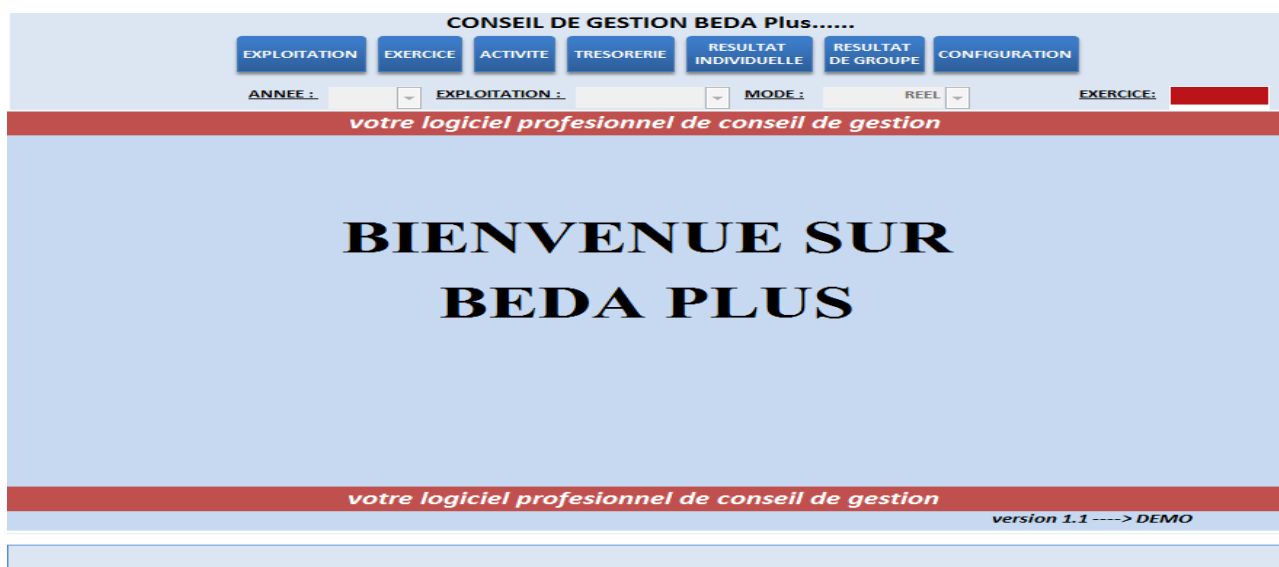 CONSEIL DE GESTION BEDA Plus......
EXPLOITATION EXERCICE ACTIVITE TRESORERIE RESULTAT INDIVIDUELLE RESULTAT DE GROUPE CONFIGURATION
ANNEE : EXPLOITATION : MODE : REEL EXERCICE:
votre logiciel profesionnel de conseil de gestion
BIENVENUE SUR
BEDA PLUS
votre logiciel profesionnel de conseil de gestion
version 1.1 ----> DEMO